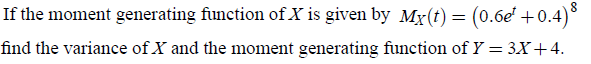 If the moment generating function of X is given by M_X(t) = (0.6e^t + 0.4)^8
find the variance of X and the moment generating function of Y = 3X + 4.